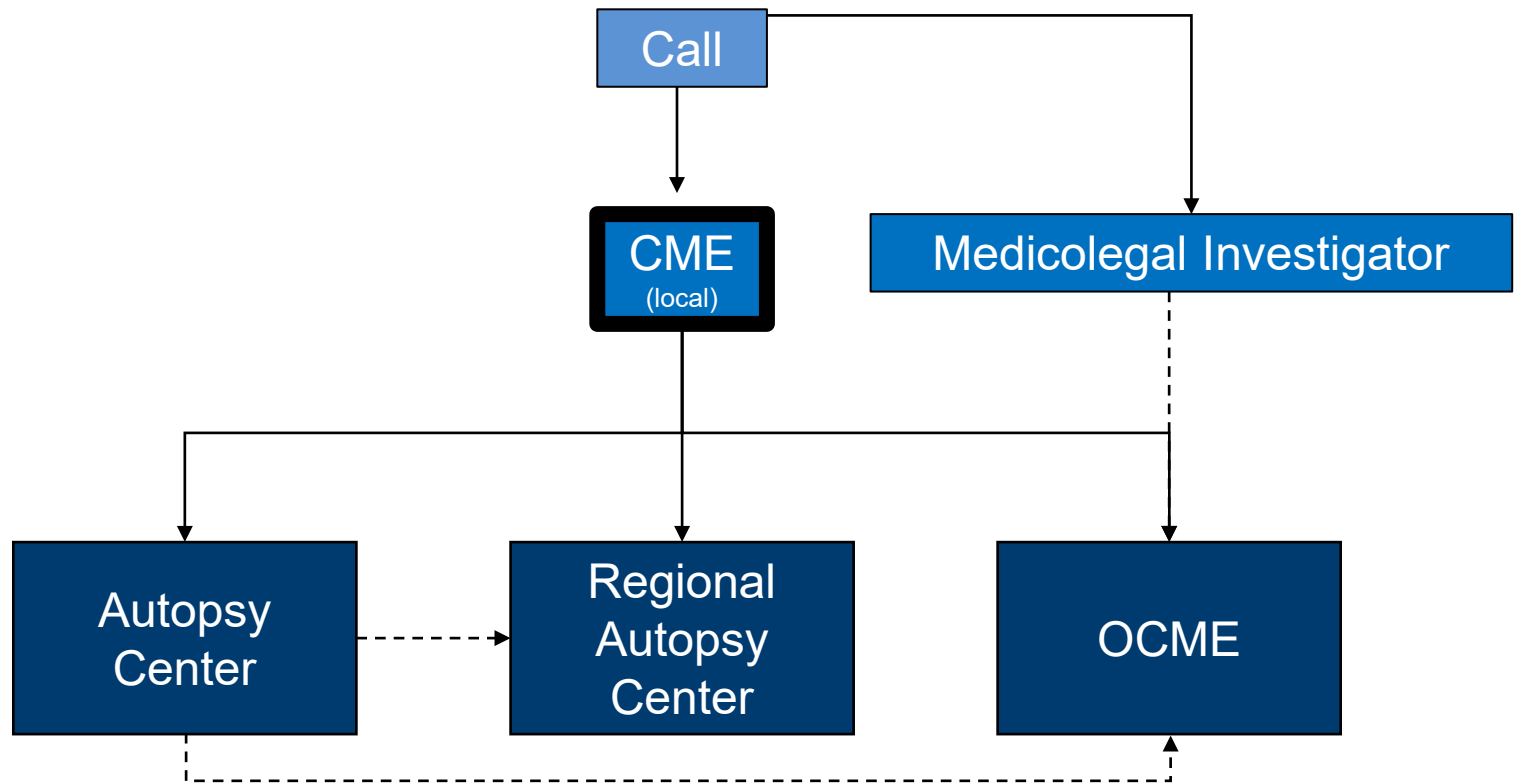 Call
CME
(local)
Medicolegal Investigator
Autopsy
Center
Regional
Autopsy
Center
OCME